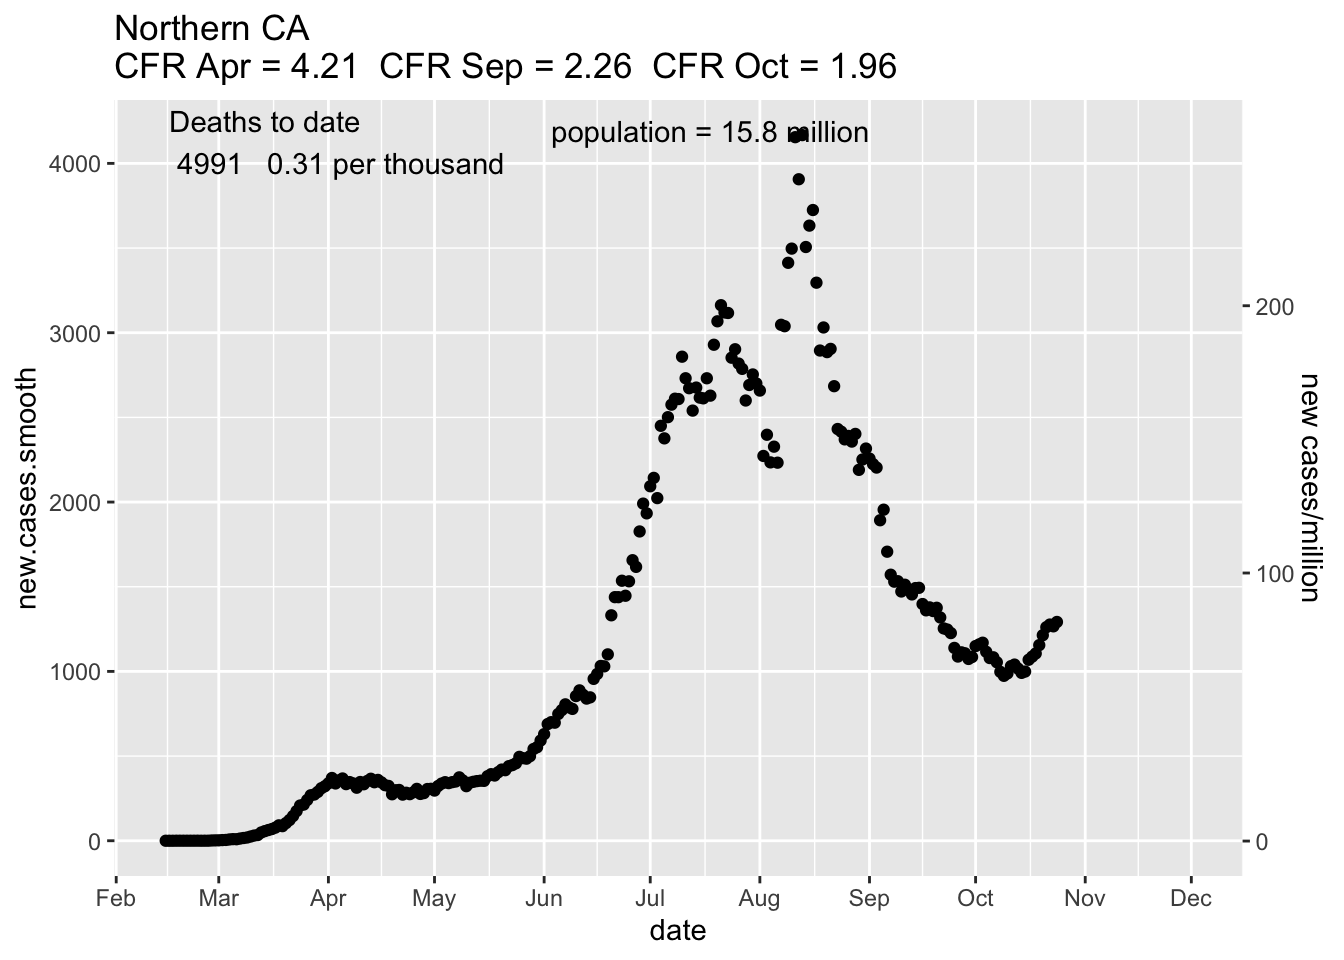 Northern CA
CFR Apr = 4.21  CFR Sep = 2.26  CFR Oct = 1.96
Deaths to date
4991   0.31 per thousand
population = 15.8 million
4000
3000
2000
1000
0
new.cases.smooth
200
100
0
new cases/million
Feb Mar Apr May Jun Jul Aug Sep Oct Nov Dec
date